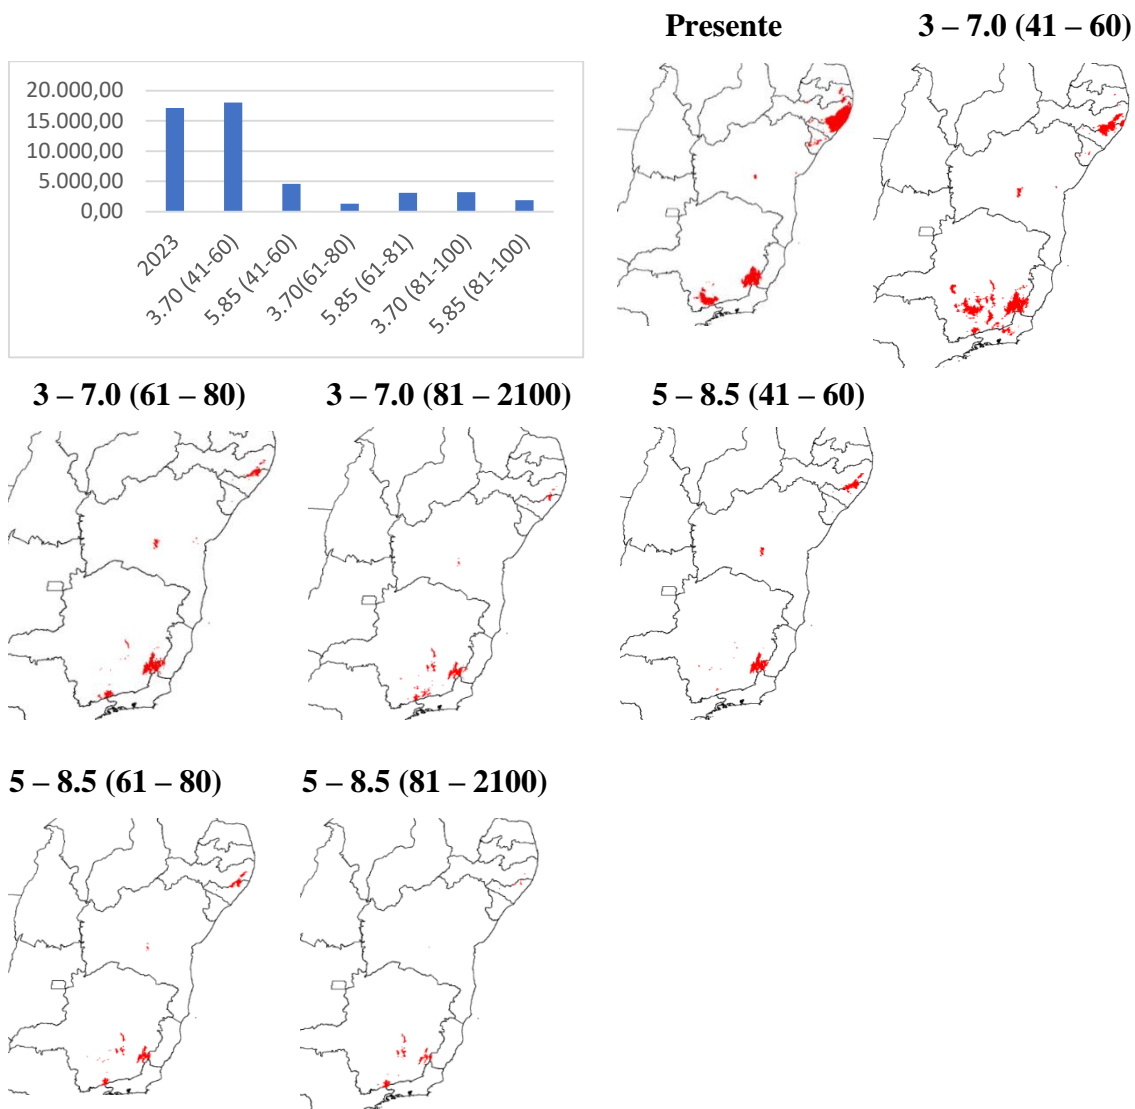 Presente
3 – 7.0 (41 – 60)
20.000,00
15.000,00
10.000,00
5.000,00
0,00
2023
3.70 (41-60)
5.85 (41-60)
3.70(61-80)
5.85 (61-81)
3.70 (81-100)
5.85 (81-100)
3 – 7.0 (61 – 80)
3 – 7.0 (81 – 2100)
5 – 8.5 (41 – 60)
5 – 8.5 (61 – 80)
5 – 8.5 (81 – 2100)